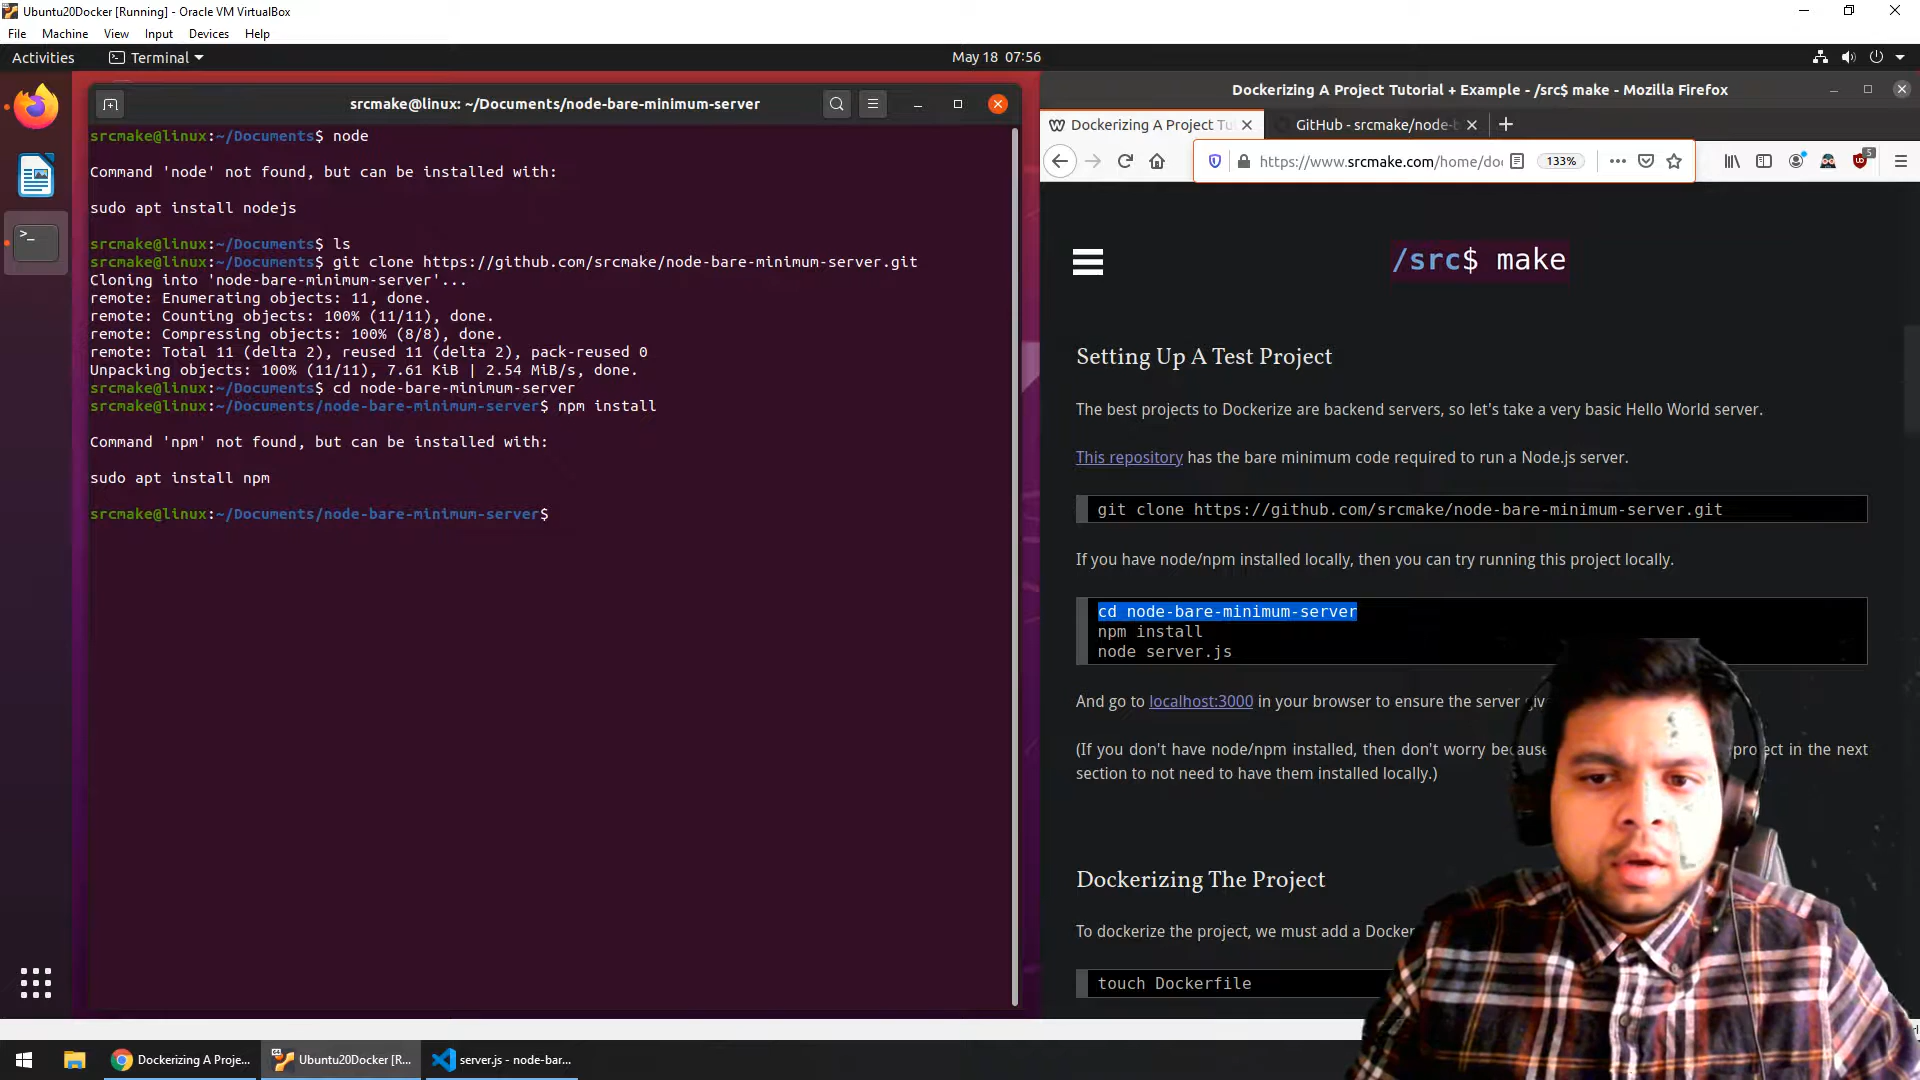 Ubuntu20Docker [Running] - Oracle VM VirtualBox
File Machine View Input Devices Help
Activities Terminal May 18 07:56
srcmake@linux: ~/Documents/node-bare-minimum-server
srcmake@linux:~/Documents$ node
Command 'node' not found, but can be installed with:
sudo apt install nodejs
srcmake@linux:~/Documents$ ls
srcmake@linux:~/Documents$ git clone https://github.com/srcmake/node-bare-minimum-server.git
Cloning into 'node-bare-minimum-server'...
remote: Enumerating objects: 11, done.
remote: Counting objects: 100% (11/11), done.
remote: Compressing objects: 100% (8/8), done.
remote: Total 11 (delta 2), reused 11 (delta 2), pack-reused 0
Unpacking objects: 100% (11/11), 7.61 KiB | 2.54 MiB/s, done.
srcmake@linux:~/Documents$ cd node-bare-minimum-server
srcmake@linux:~/Documents/node-bare-minimum-server$ npm install
Command 'npm' not found, but can be installed with:
sudo apt install npm
srcmake@linux:~/Documents/node-bare-minimum-server$
Dockerizing A Project Tutorial + Example - /src$ make - Mozilla Firefox
Dockerizing A Project Tu GitHub - srcmake/node-b
https://www.srcmake.com/home/doc 133% 5
/src$ make
Setting Up A Test Project
The best projects to Dockerize are backend servers, so let's take a very basic Hello World server.
This repository has the bare minimum code required to run a Node.js server.
git clone https://github.com/srcmake/node-bare-minimum-server.git
If you have node/npm installed locally, then you can try running this project locally.
cd node-bare-minimum-server
npm install
node server.js
And go to localhost:3000 in your browser to ensure the server giv
(If you don't have node/npm installed, then don't worry becaus project in the next
section to not need to have them installed locally.)
Dockerizing The Project
To dockerize the project, we must add a Docker
touch Dockerfile
Dockerizing A Proje... Ubuntu20Docker [R... server.js - node-bar...